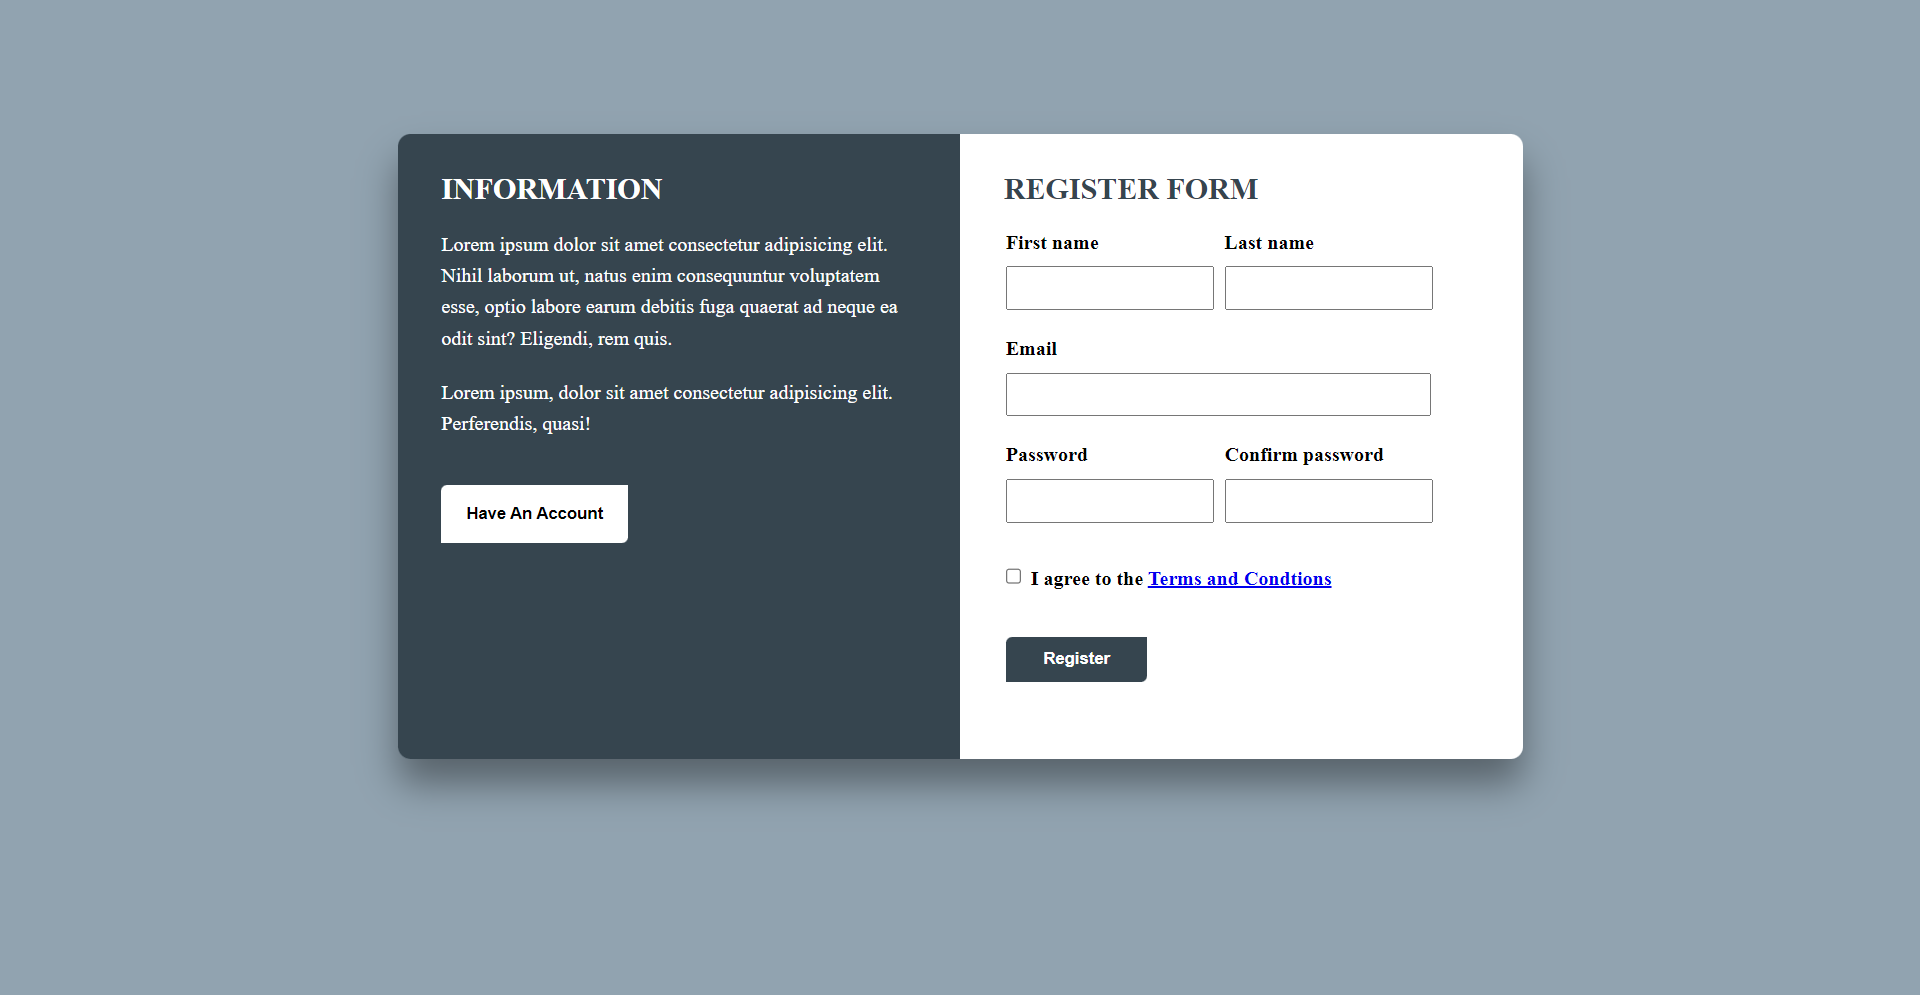 INFORMATION
Lorem ipsum dolor sit amet consectetur adipisicing elit.
Nihil laborum ut, natus enim consequuntur voluptatem
esse, optio labore earum debitis fuga quaerat ad neque ea
odit sint? Eligendi, rem quis.
Lorem ipsum, dolor sit amet consectetur adipisicing elit.
Perferendis, quasi!
Have An Account
REGISTER FORM
First name Last name
Email
Password Confirm password
I agree to the Terms and Condtions
Register